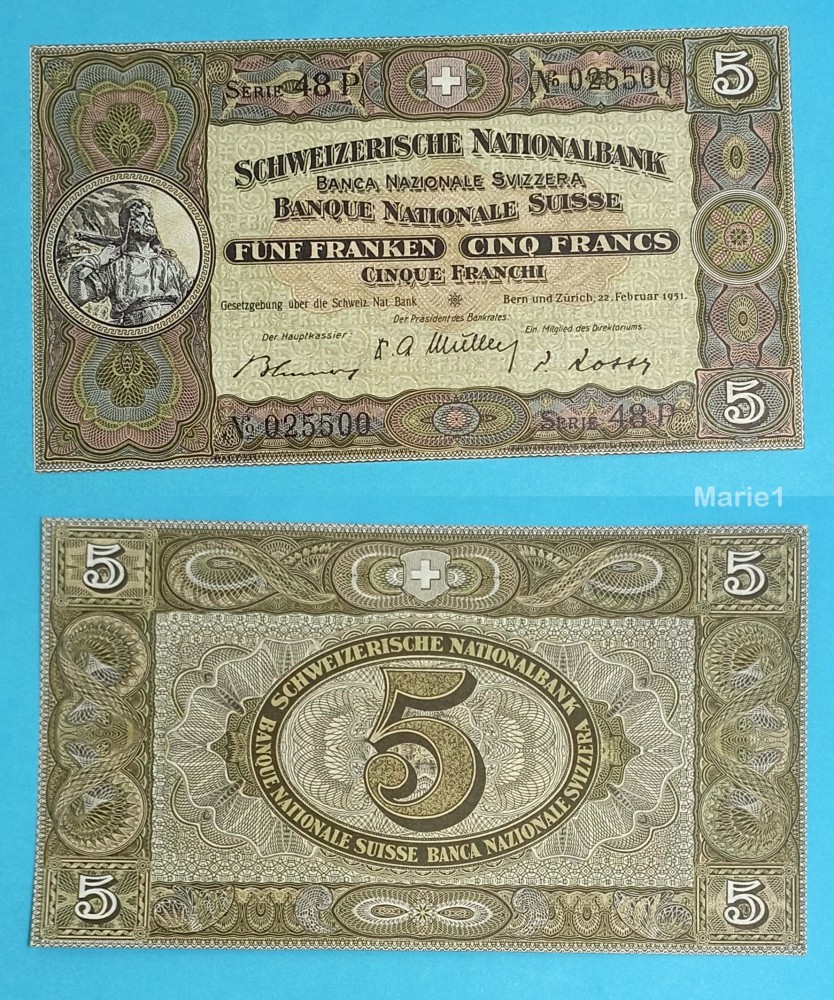 5
SERIE 48 P
No 025500
SCHWEIZERISCHE NATIONALBANK
BANCA NAZIONALE SVIZZERA
BANQUE NATIONALE SUISSE
FÜNF FRANKEN CINQ FRANCS
CINQUE FRANCHI
Gesetzgebung über die Schweiz. Nat. Bank
Bern und Zürich, 22. Februar 1951.
Der Präsident des Bankrates:
Der Hauptkassier:
Ein Mitglied des Direktoriums:
No 025500
SERIE 48 P
5
Marie1
5
5
SCHWEIZERISCHE NATIONALBANK
5
BANQUE NATIONALE SUISSE BANCA NAZIONALE SVIZZERA
5
5